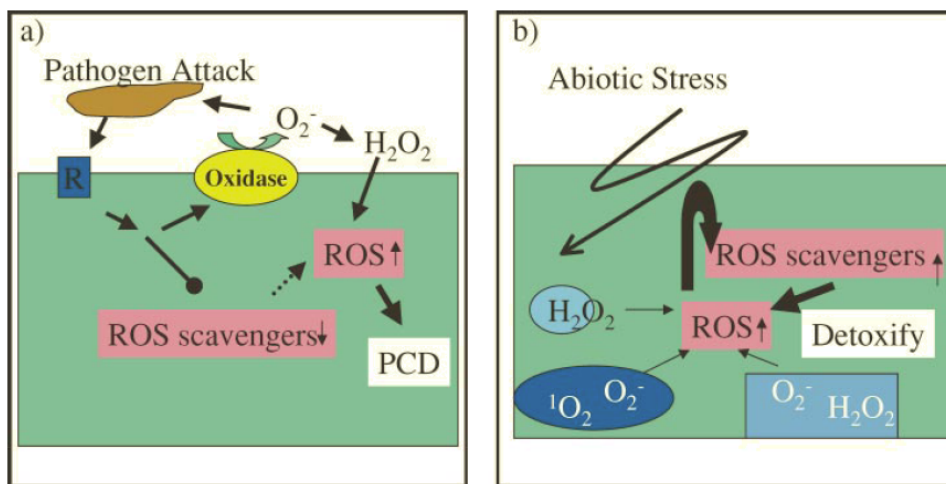 a)
Pathogen Attack
O₂⁻
H₂O₂
R
Oxidase
ROS↑
ROS scavengers↓
PCD
b)
Abiotic Stress
ROS scavengers↑
H₂O₂
ROS↑
Detoxify
¹O₂ O₂⁻
O₂⁻
H₂O₂